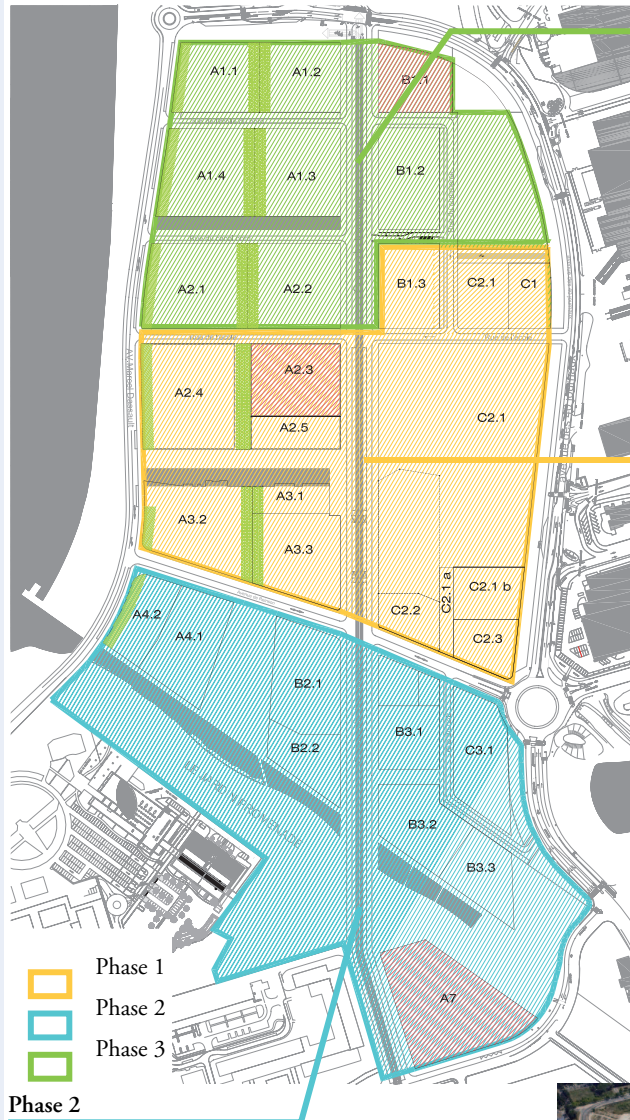 A1.1
A1.2
B1.1
A1.4
A1.3
B1.2
A2.1
A2.2
B1.3
C2.1
C1
A2.4
A2.3
A2.5
C2.1
AV. Marcel Dassault
A3.1
A3.2
A3.3
C2.1 a
C2.1 b
C2.2
C2.3
A4.2
A4.1
B2.1
B2.2
B3.1
C3.1
B3.2
B3.3
A7
Phase 1
Phase 2
Phase 3
Phase 2